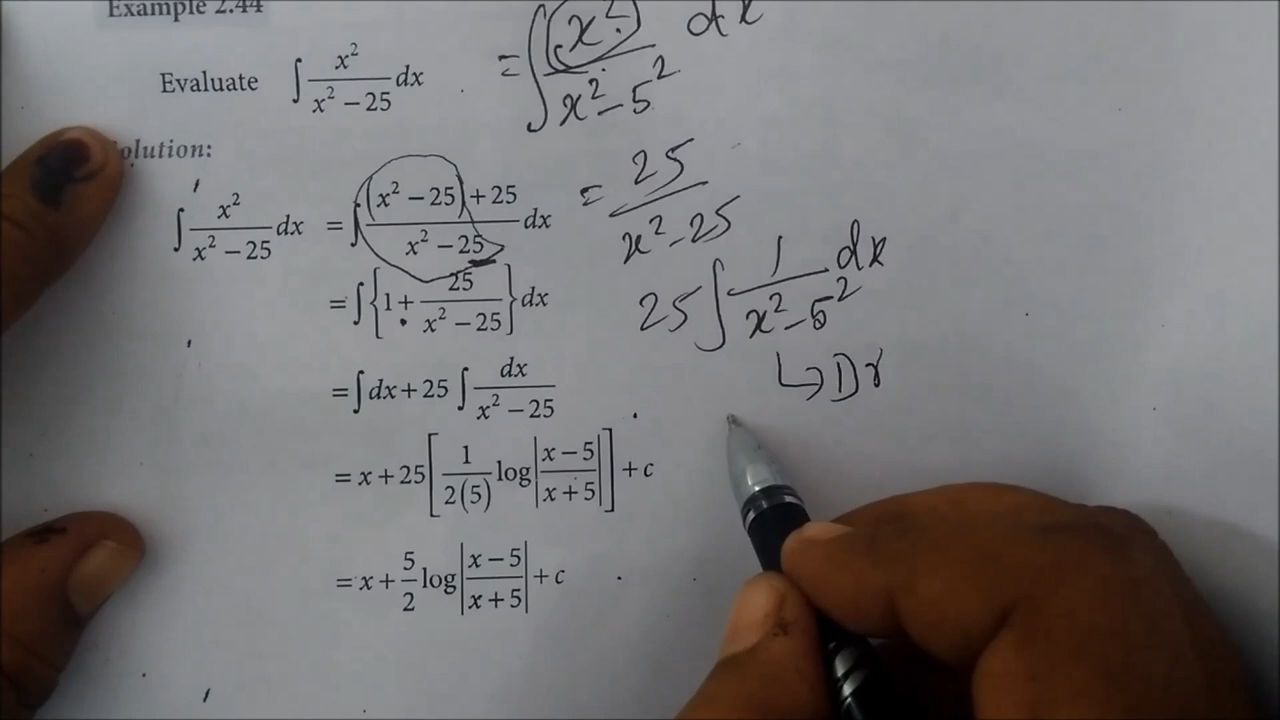 Example 2.44
Evaluate ∫ x²/(x² − 25) dx
= ∫ x²/(x² − 5²) dx
Solution:
∫ x²/(x² − 25) dx = ∫ ((x² − 25) + 25)/(x² − 25) dx
= 25/(x² − 25)
= ∫ {1 + 25/(x² − 25)} dx
25 ∫ 1/(x² − 5²) dx
↳ Dr
= ∫ dx + 25 ∫ dx/(x² − 25)
= x + 25 [1/2(5) log |(x − 5)/(x + 5)|] + c
= x + 5/2 log |(x − 5)/(x + 5)| + c